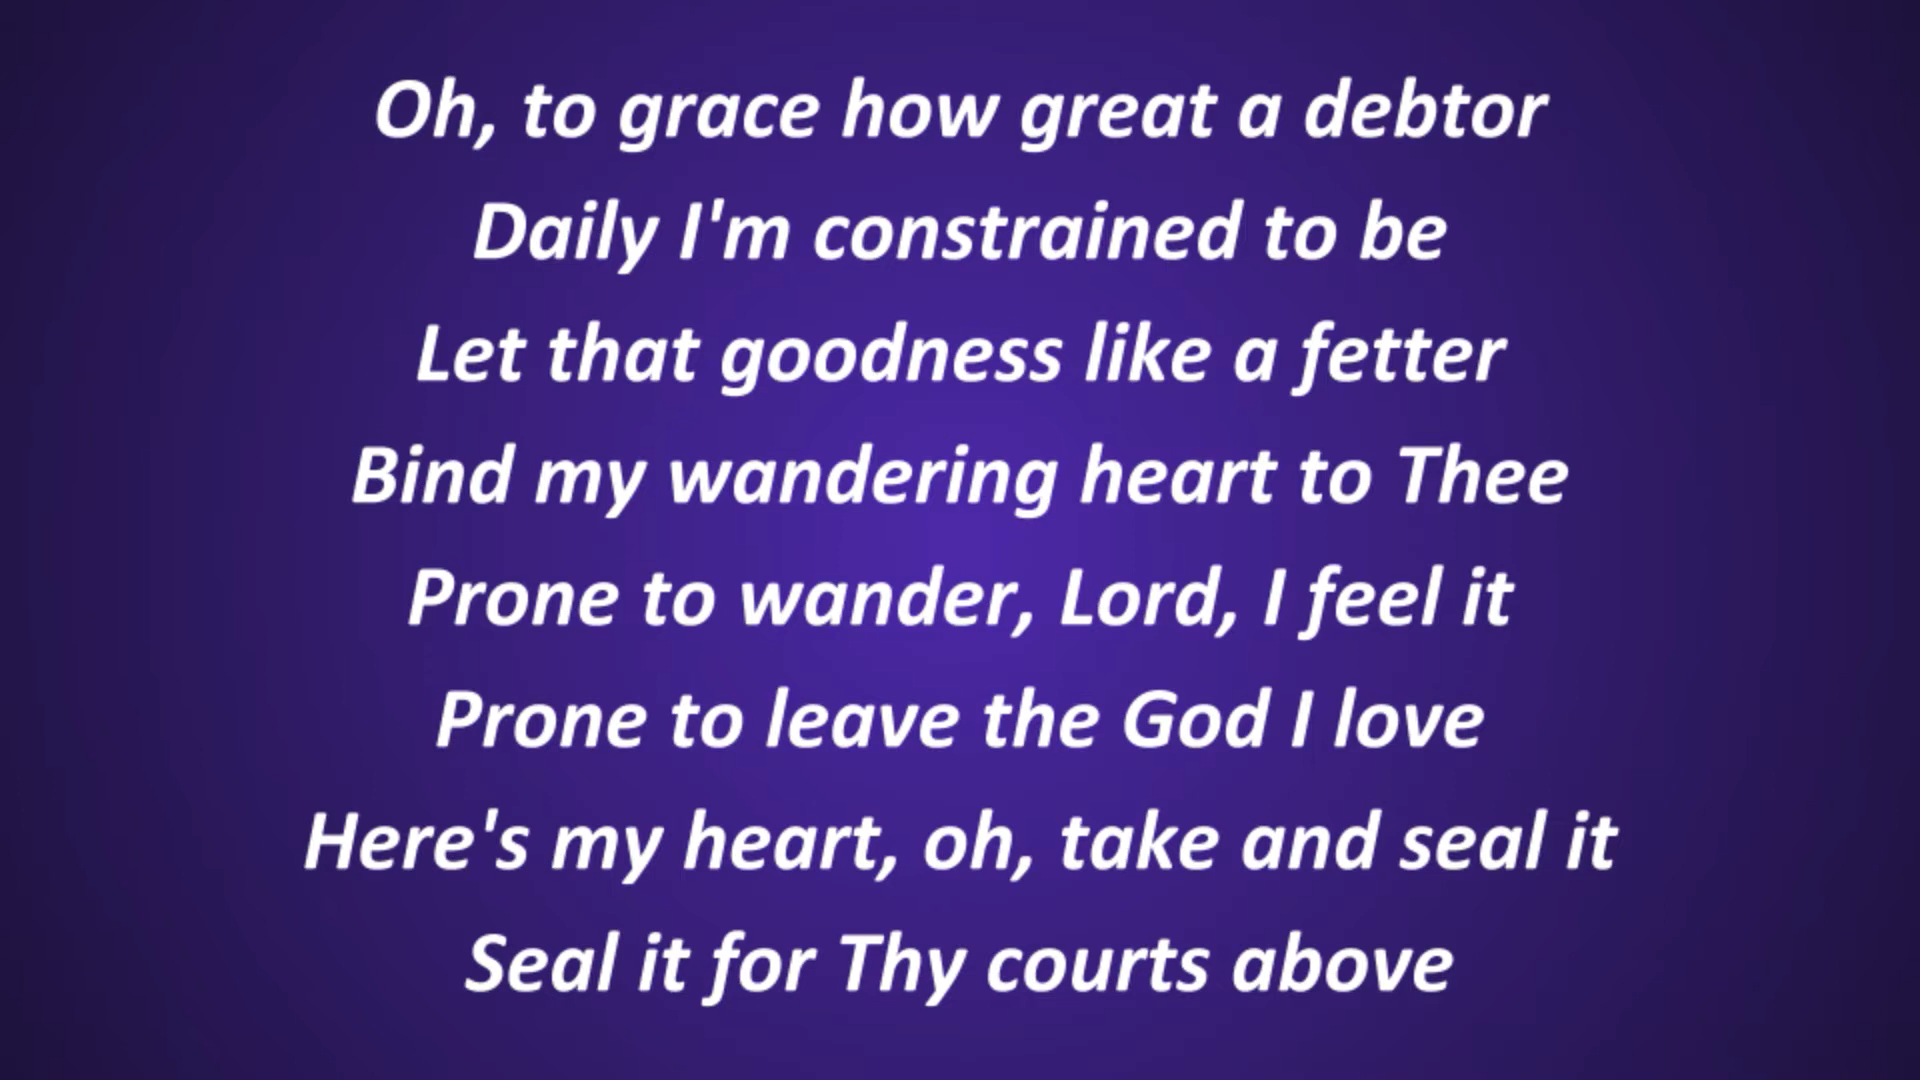 Oh, to grace how great a debtor
Daily I'm constrained to be
Let that goodness like a fetter
Bind my wandering heart to Thee
Prone to wander, Lord, I feel it
Prone to leave the God I love
Here's my heart, oh, take and seal it
Seal it for Thy courts above